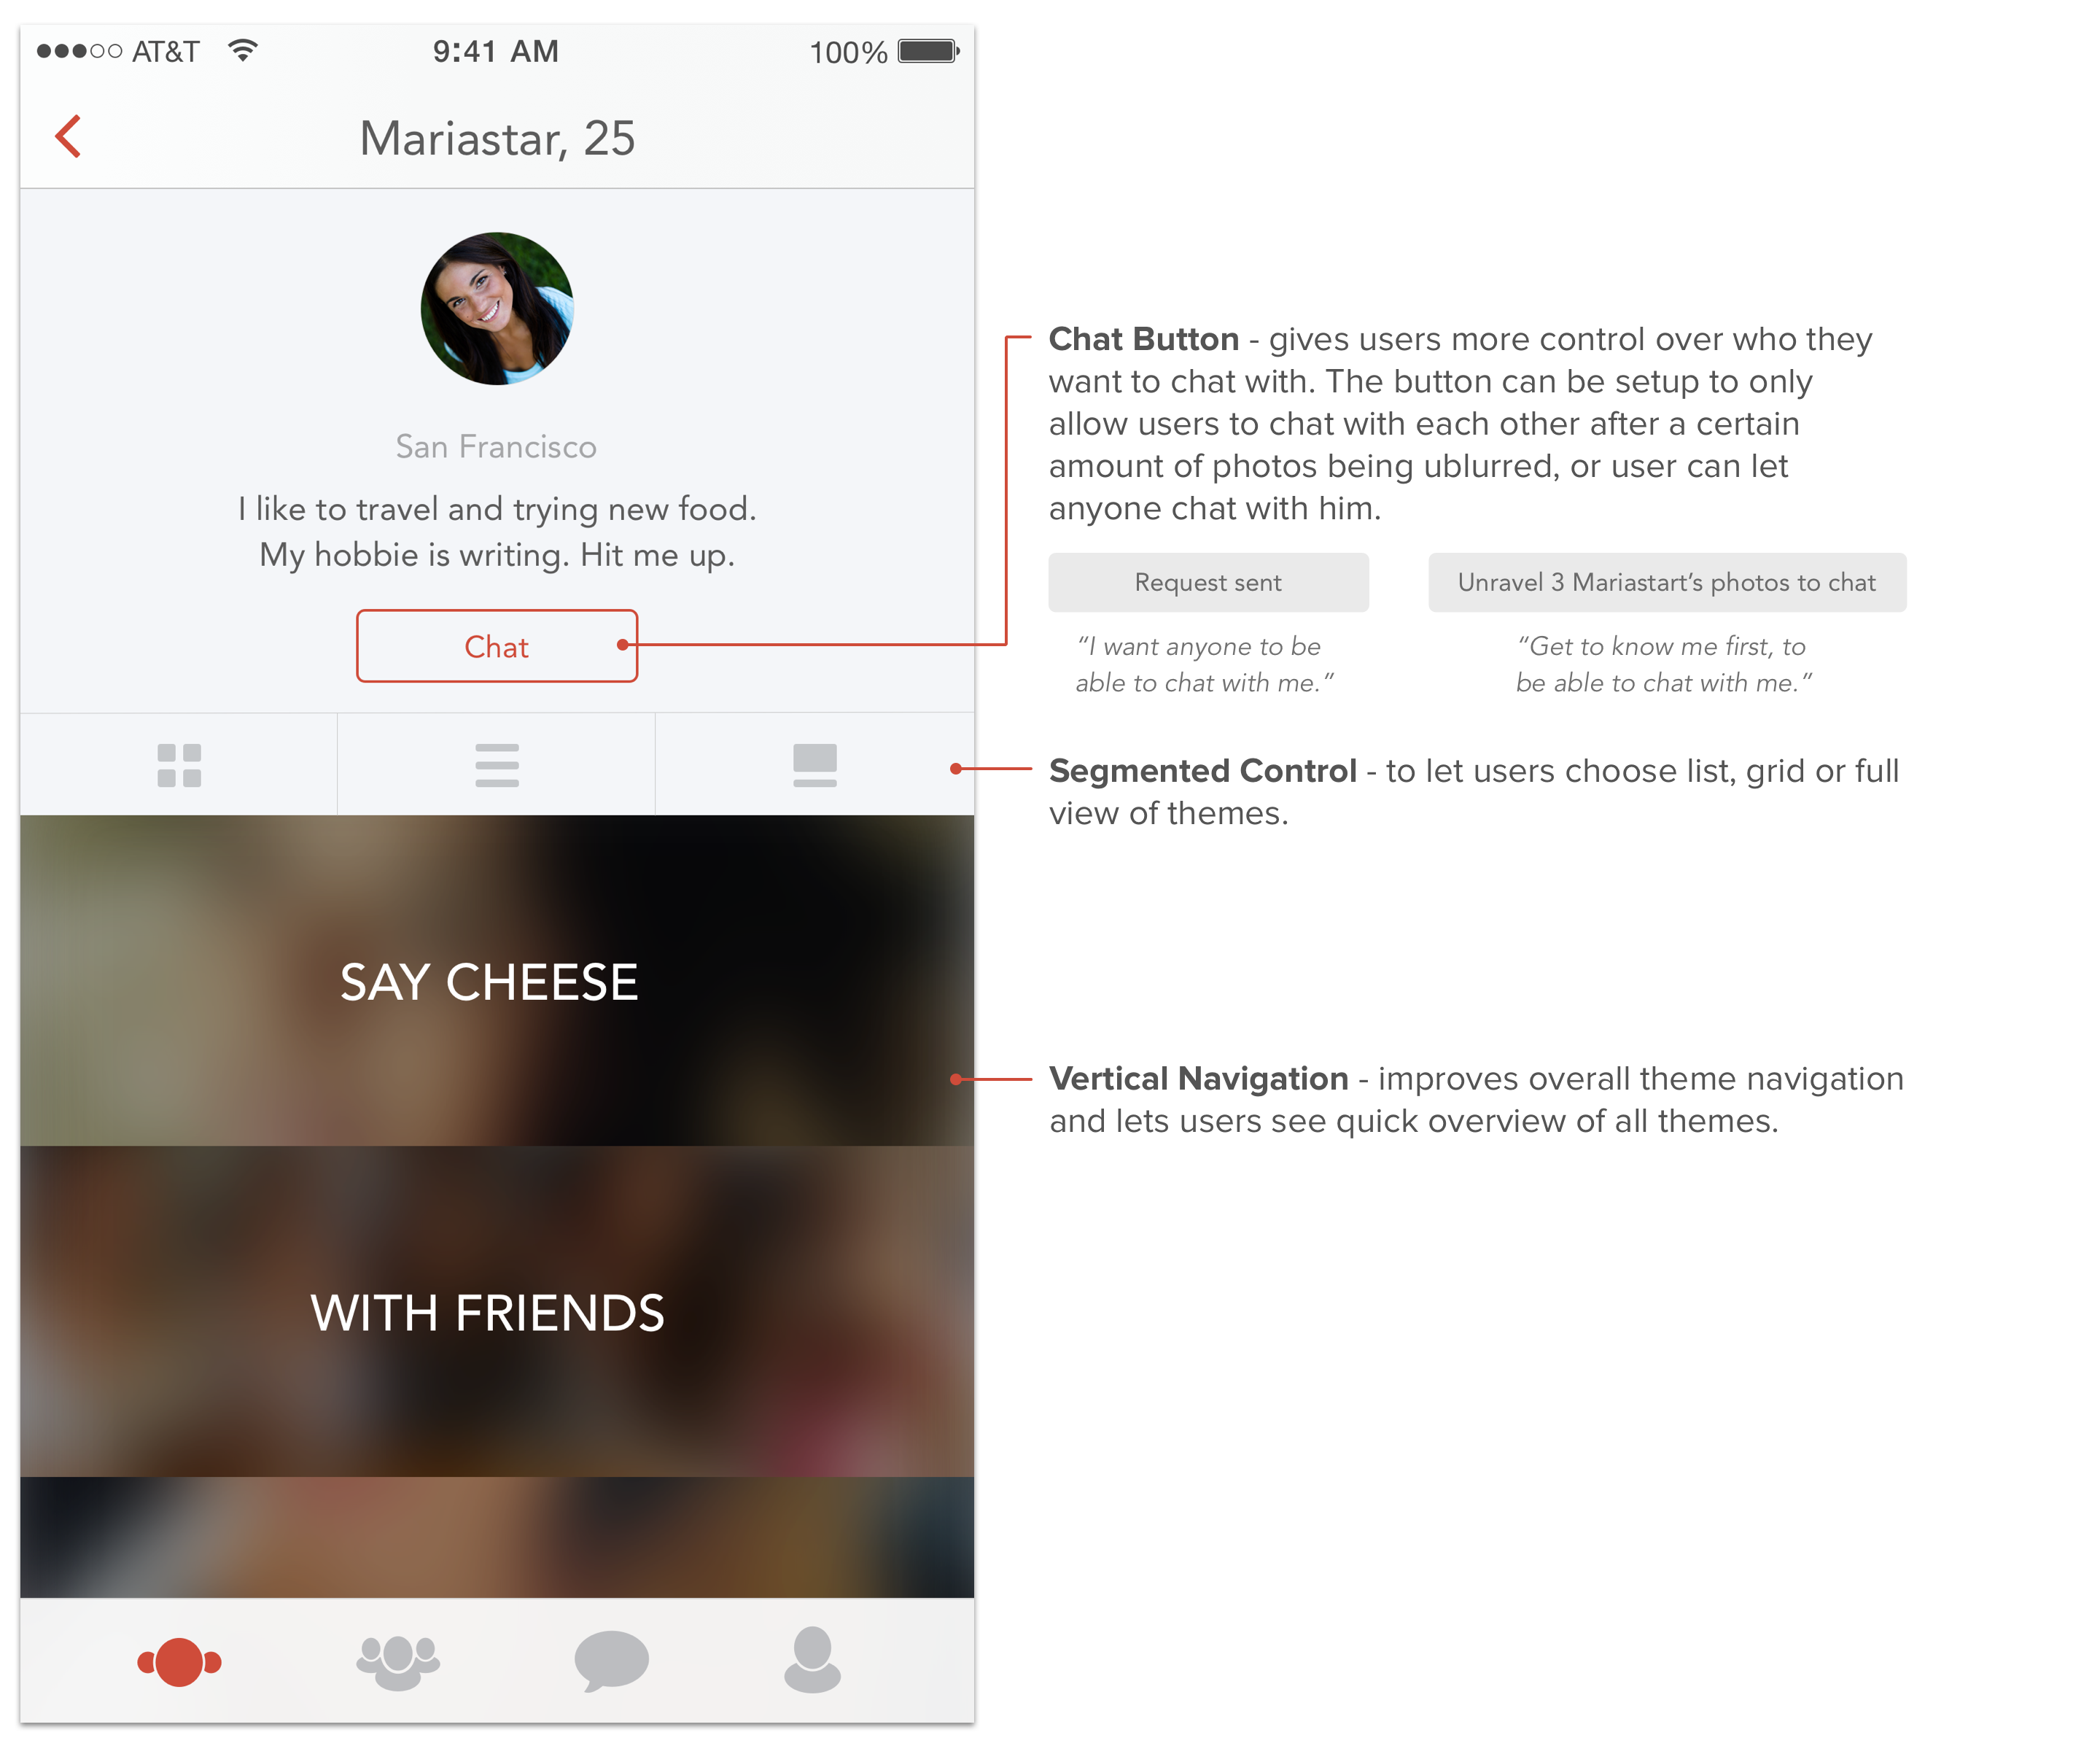 AT&T 9:41 AM 100%
Mariastar, 25
San Francisco
I like to travel and trying new food.
My hobbie is writing. Hit me up.
Chat
SAY CHEESE
WITH FRIENDS
Chat Button - gives users more control over who they
want to chat with. The button can be setup to only
allow users to chat with each other after a certain
amount of photos being ublurred, or user can let
anyone chat with him.
Request sent
“I want anyone to be
able to chat with me.”
Unravel 3 Mariastart’s photos to chat
“Get to know me first, to
be able to chat with me.”
Segmented Control - to let users choose list, grid or full
view of themes.
Vertical Navigation - improves overall theme navigation
and lets users see quick overview of all themes.